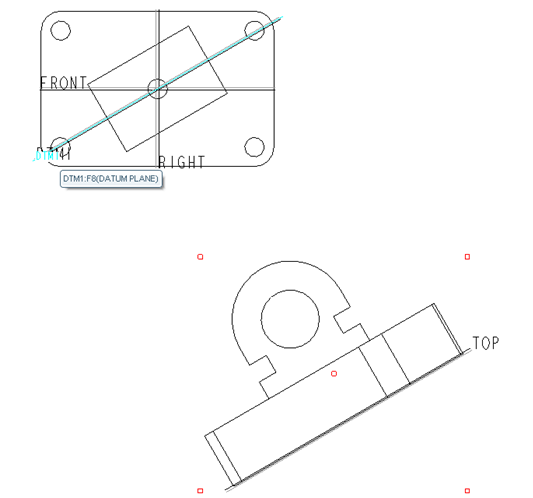 FRONT
DTM1
RIGHT
DTM1:F8(DATUM PLANE)
TOP